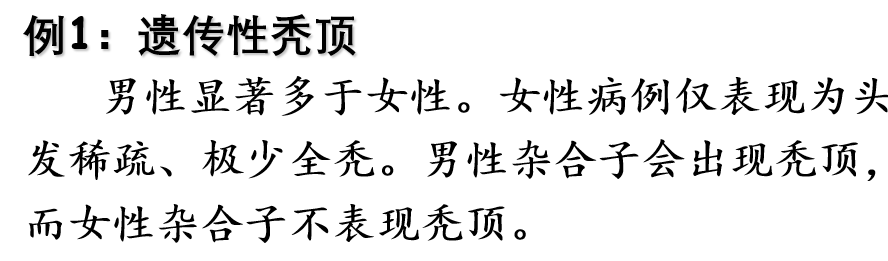 例1：遗传性秃顶
男性显著多于女性。女性病例仅表现为头
发稀疏、极少全秃。男性杂合子会出现秃顶，
而女性杂合子不表现秃顶。